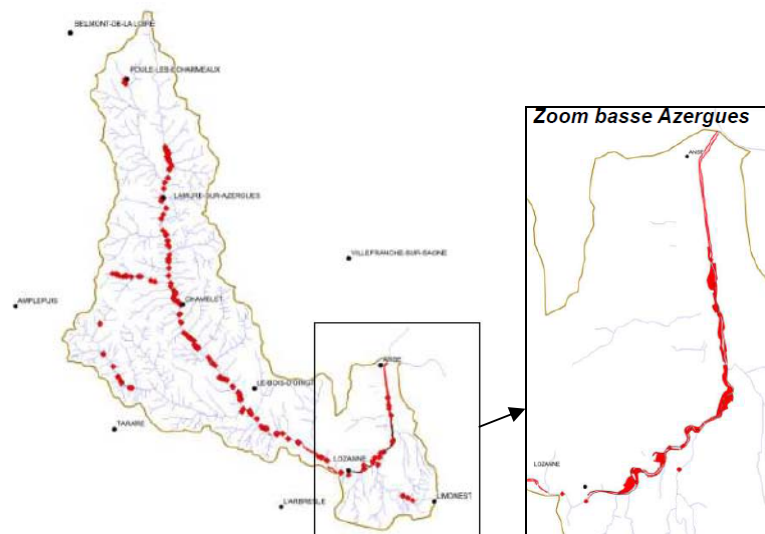 BELMONT-DE-LA-LOIRE
POULE-LES-ECHARMEAUX
LAMURE-SUR-AZERGUES
VILLEFRANCHE-SUR-SAONE
AMPLEPUIS
CHAMELET
ANSE
LE-BOIS-D'OINGT
TARARE
LOZANNE
L'ARBRESLE
LIMONEST
Zoom basse Azergues
ANSE
LOZANNE